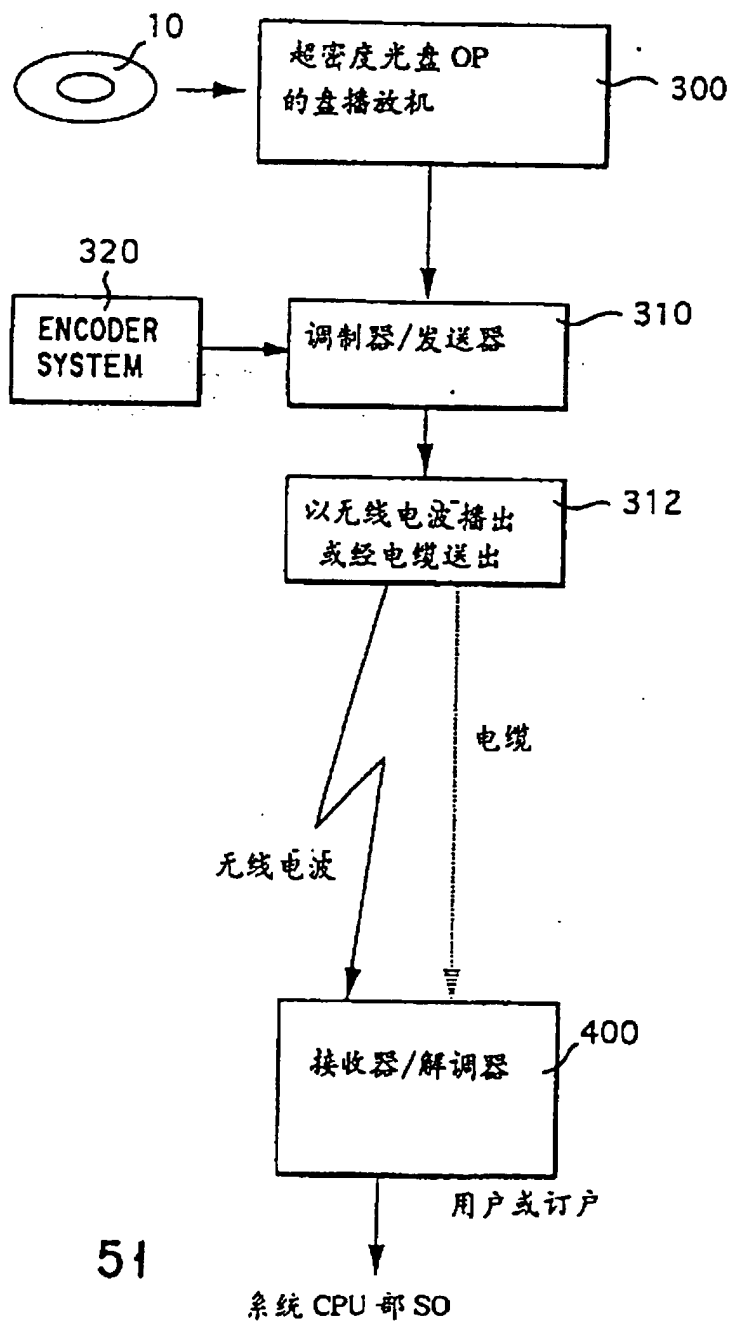 10
超密度光盘 OP
的盘播放机
300
320
ENCODER
SYSTEM
调制器/发送器
310
以无线电波播出
或经电缆送出
312
电缆
无线电波
接收器/解调器
400
用户或订户
51
系统 CPU 部 SO